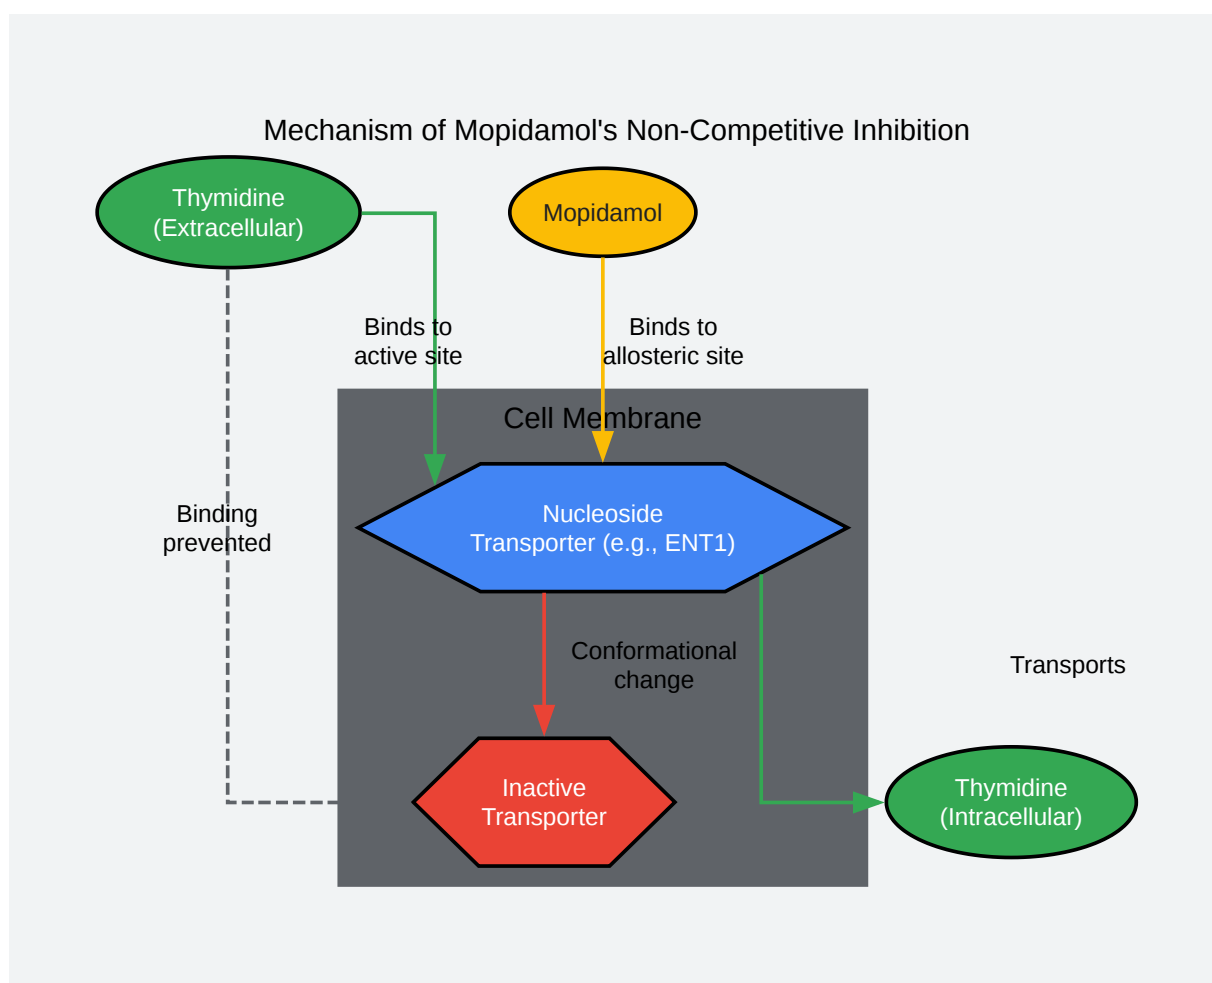 Mechanism of Mopidamol's Non-Competitive Inhibition
Thymidine
(Extracellular)
Mopidamol
Binds to
active site
Binds to
allosteric site
Cell Membrane
Binding
prevented
Nucleoside
Transporter (e.g., ENT1)
Conformational
change
Transports
Inactive
Transporter
Thymidine
(Intracellular)